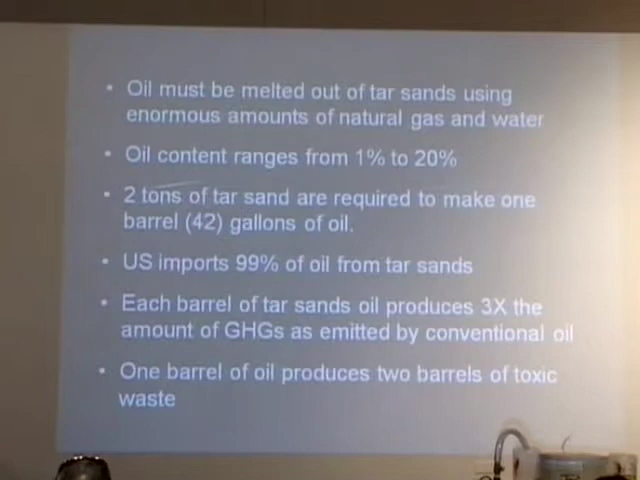 • Oil must be melted out of tar sands using
enormous amounts of natural gas and water
• Oil content ranges from 1% to 20%
• 2 tons of tar sand are required to make one
barrel (42) gallons of oil.
• US imports 99% of oil from tar sands
• Each barrel of tar sands oil produces 3X the
amount of GHGs as emitted by conventional oil
• One barrel of oil produces two barrels of toxic
waste